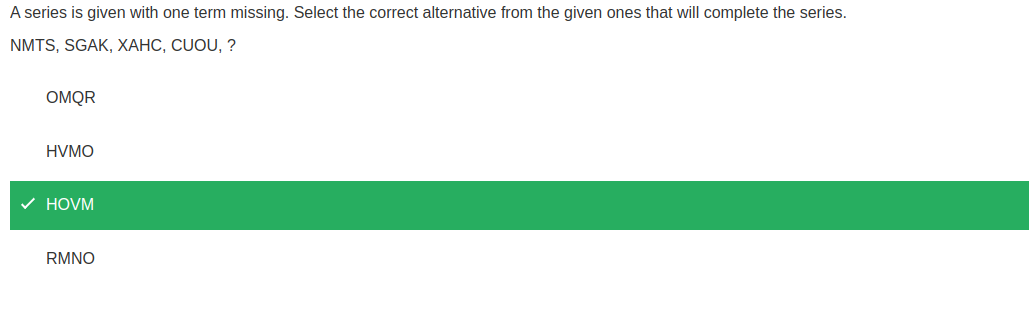 A series is given with one term missing. Select the correct alternative from the given ones that will complete the series.
NMTS, SGAK, XAHC, CUOU, ?
OMQR
HVMO
HOVM
RMNO